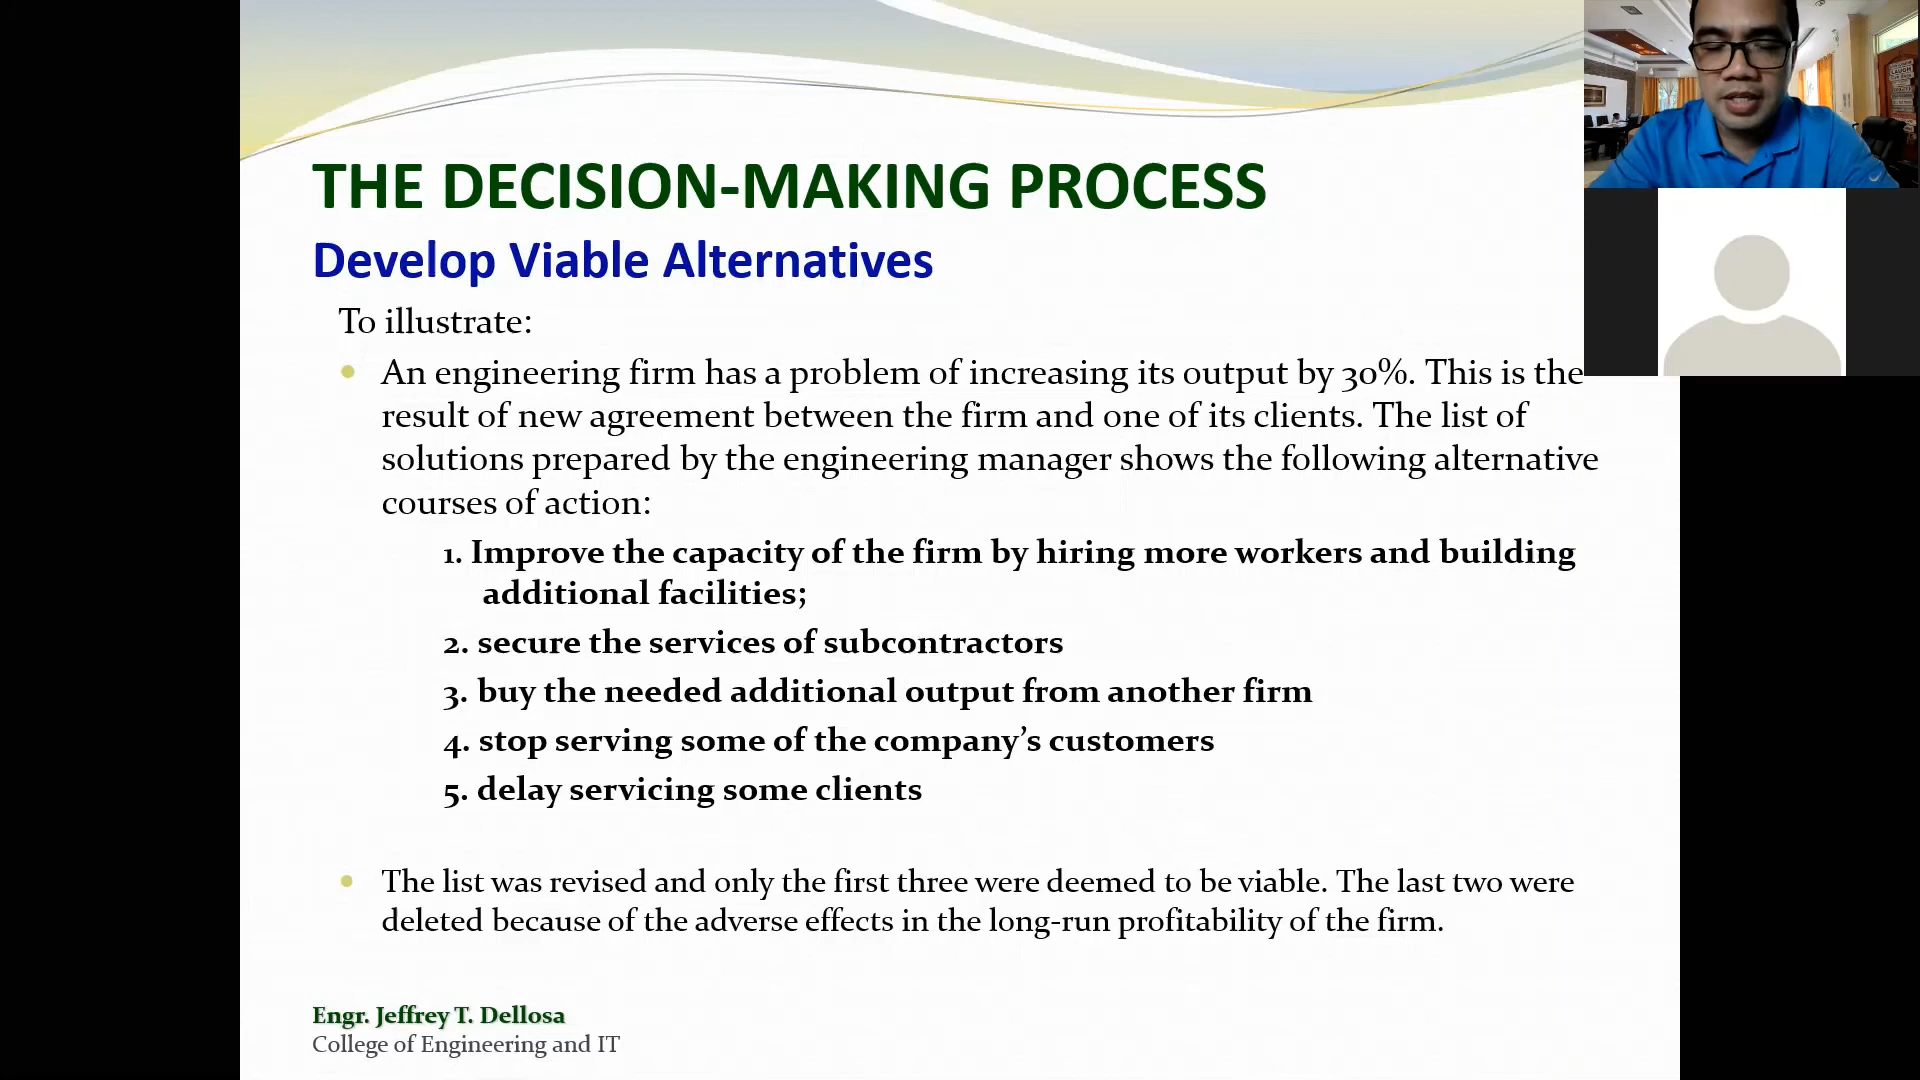 THE DECISION-MAKING PROCESS
Develop Viable Alternatives
To illustrate:
An engineering firm has a problem of increasing its output by 30%. This is the
result of new agreement between the firm and one of its clients. The list of
solutions prepared by the engineering manager shows the following alternative
courses of action:
1. Improve the capacity of the firm by hiring more workers and building
additional facilities;
2. secure the services of subcontractors
3. buy the needed additional output from another firm
4. stop serving some of the company’s customers
5. delay servicing some clients
The list was revised and only the first three were deemed to be viable. The last two were
deleted because of the adverse effects in the long-run profitability of the firm.
Engr. Jeffrey T. Dellosa
College of Engineering and IT